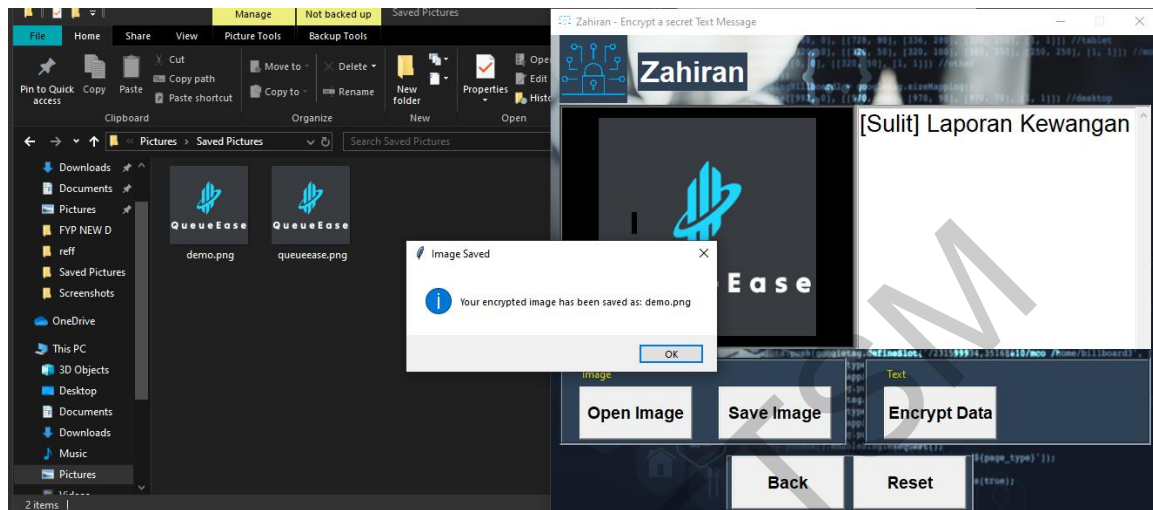 Manage
Not backed up
Saved Pictures
File
Home
Share
View
Picture Tools
Backup Tools
Pin to Quick access
Copy
Paste
Cut
Copy path
Paste shortcut
Move to
Copy to
Delete
Rename
New folder
Properties
Edit
Clipboard
Organize
New
Open
Pictures > Saved Pictures
Search Saved Pictures
Downloads
Documents
Pictures
FYP NEW D
reff
Saved Pictures
Screenshots
OneDrive
This PC
3D Objects
Desktop
Documents
Downloads
Music
Pictures
2 items
QueueEase
demo.png
QueueEase
queueease.png
Zahiran - Encrypt a secret Text Message
Zahiran
[Sulit] Laporan Kewangan
Ease
Image Saved
Your encrypted image has been saved as: demo.png
OK
Image
Open Image
Save Image
Text
Encrypt Data
Back
Reset